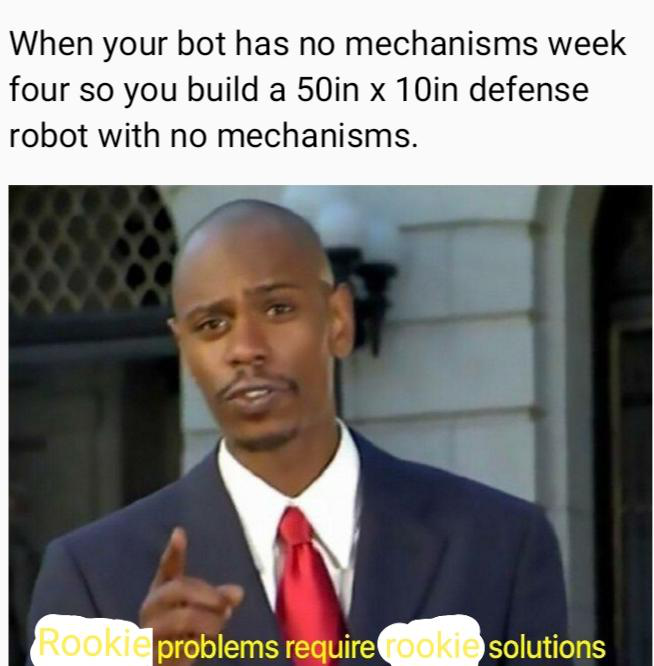 When your bot has no mechanisms week
four so you build a 50in x 10in defense
robot with no mechanisms.
Rookie problems require rookie solutions